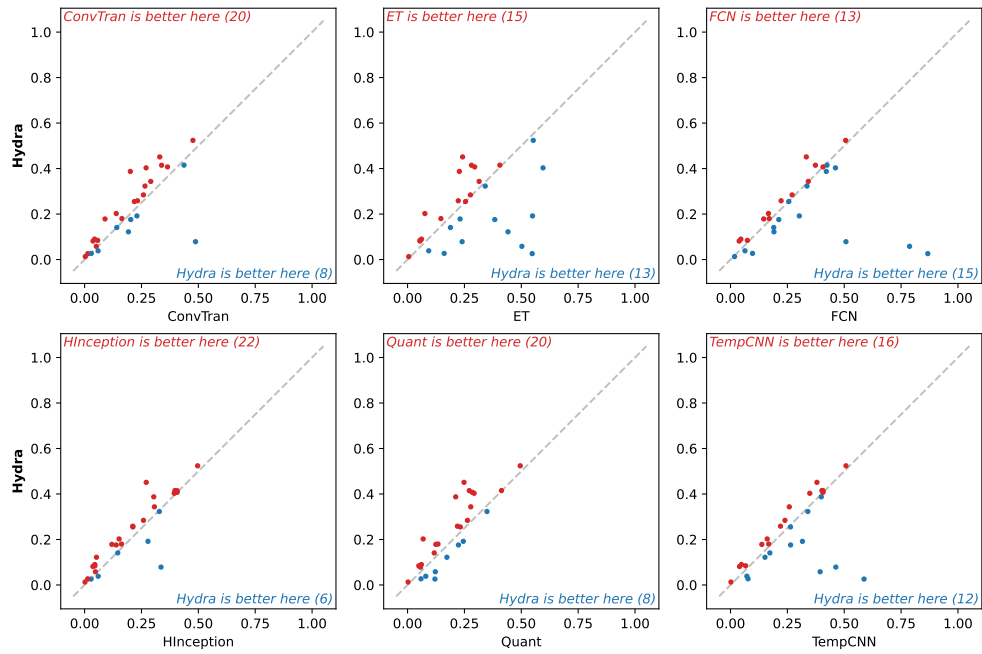 ConvTran is better here (20)
ET is better here (15)
FCN is better here (13)
1.0
0.8
0.6
0.4
0.2
0.0
Hydra
1.0
0.8
0.6
0.4
0.2
0.0
1.0
0.8
0.6
0.4
0.2
0.0
Hydra is better here (8)
Hydra is better here (13)
Hydra is better here (15)
0.00 0.25 0.50 0.75 1.00
0.00 0.25 0.50 0.75 1.00
0.00 0.25 0.50 0.75 1.00
ConvTran
ET
FCN
HInception is better here (22)
Quant is better here (20)
TempCNN is better here (16)
1.0
0.8
0.6
0.4
0.2
0.0
Hydra
1.0
0.8
0.6
0.4
0.2
0.0
1.0
0.8
0.6
0.4
0.2
0.0
Hydra is better here (6)
Hydra is better here (8)
Hydra is better here (12)
0.00 0.25 0.50 0.75 1.00
0.00 0.25 0.50 0.75 1.00
0.00 0.25 0.50 0.75 1.00
HInception
Quant
TempCNN